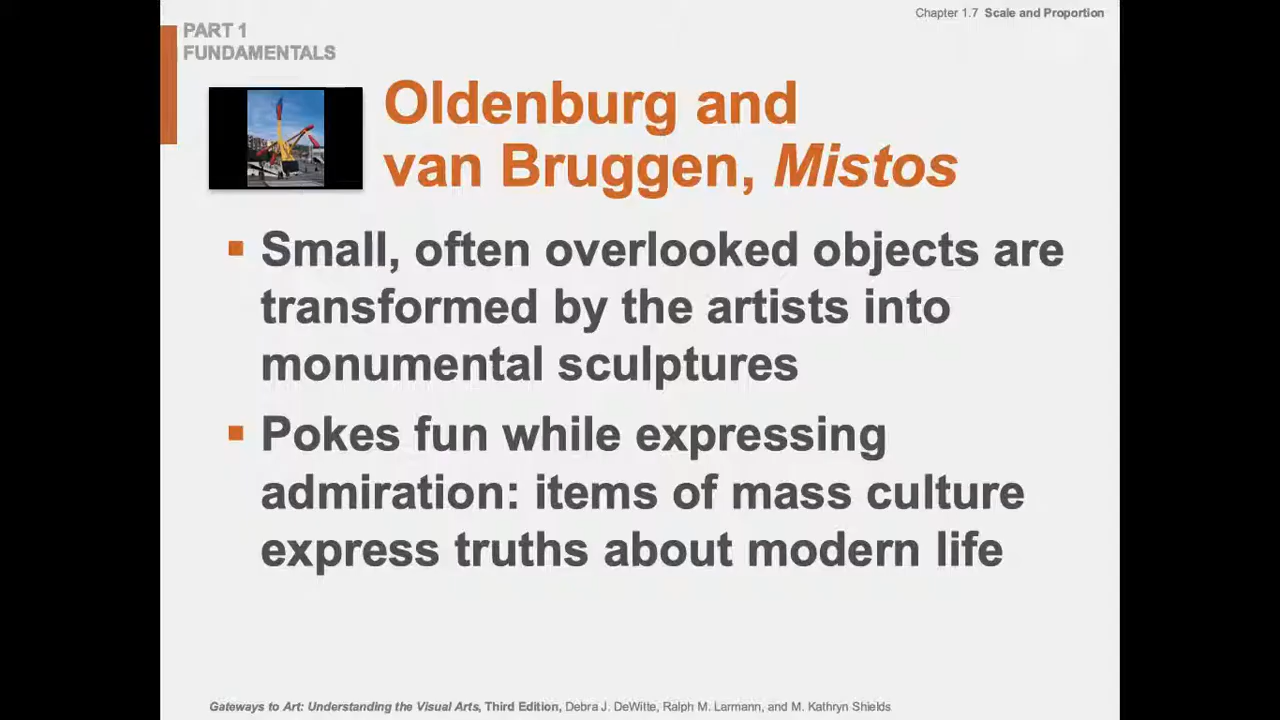 Chapter 1.7 Scale and Proportion
PART 1
FUNDAMENTALS
Oldenburg and
van Bruggen, Mistos
▪ Small, often overlooked objects are
transformed by the artists into
monumental sculptures
▪ Pokes fun while expressing
admiration: items of mass culture
express truths about modern life
Gateways to Art: Understanding the Visual Arts, Third Edition, Debra J. DeWitte, Ralph M. Larmann, and M. Kathryn Shields